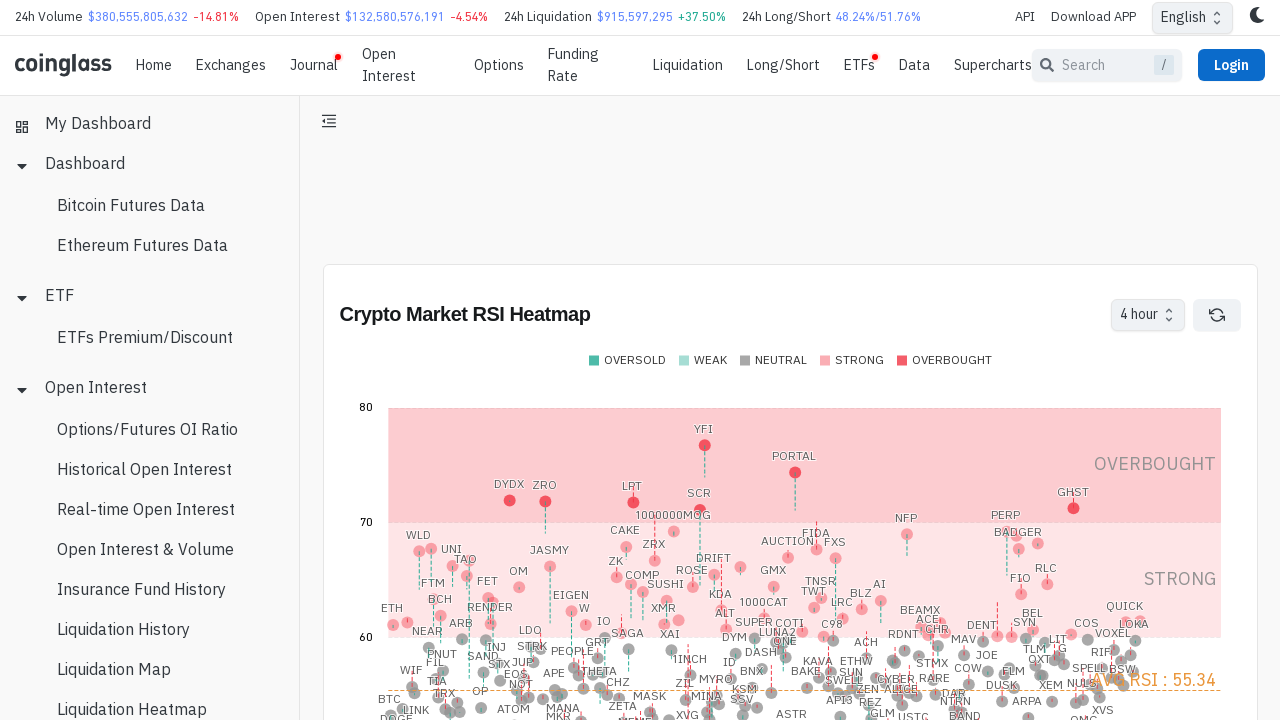 24h Volume $380,555,805,632 -14.81% Open Interest $132,580,576,191 -4.54% 24h Liquidation $915,597,295 +37.50% 24h Long/Short 48.24%/51.76% API Download APP English
coinglass Home Exchanges Journal Open Interest Options Funding Rate Liquidation Long/Short ETFs Data Supercharts Search / Login
My Dashboard
Dashboard
Bitcoin Futures Data
Ethereum Futures Data
ETF
ETFs Premium/Discount
Open Interest
Options/Futures OI Ratio
Historical Open Interest
Real-time Open Interest
Open Interest & Volume
Insurance Fund History
Liquidation History
Liquidation Map
Liquidation Heatmap
Crypto Market RSI Heatmap 4 hour
OVERSOLD WEAK NEUTRAL STRONG OVERBOUGHT
80
YFI
PORTAL OVERBOUGHT
DYDX ZRO LPT SCR GHST
1000000MOG NFP PERP
70
WLD CAKE FIDA BADGER
UNI JASMY ZRX AUCTION FXS
TAO ZK DRIFT
OM COMP ROSE GMX RLC
FTM FET SUSHI TNSR AI FIO STRONG
BCH EIGEN KDA TWT BLZ
ETH RENDER W XMR 1000CAT LRC BEAMX QUICK
ARB IO ALT SUPER COTI C98 ACE BEL COS LOKA
NEAR LDO SAGA XAI DYM LUNA2 RDNT CHR DENT SYN VOXEL
60
INJ STRK GRT ONE ACH MAV LIT
PNUT SAND PEOPLE DASH JOE TLM G RIF
FIL STX JUP 1INCH ID KAVA ETHW STMX OXT
WIF EOS APE THETA BNX BAKE SUN COW FLM SPELL BSW
TIA NOT CHZ ZIL MYRO SWELL CYBER RARE DUSK XEM NULS AVG RSI : 55.34
BTC TRX OP MASK MINA KSM ZEN ALICE DAR
LINK ATOM MANA ZETA SSV API3 REZ NTRN ARPA XVS
DOGE MKR XVG ASTR GLM USTC BAND